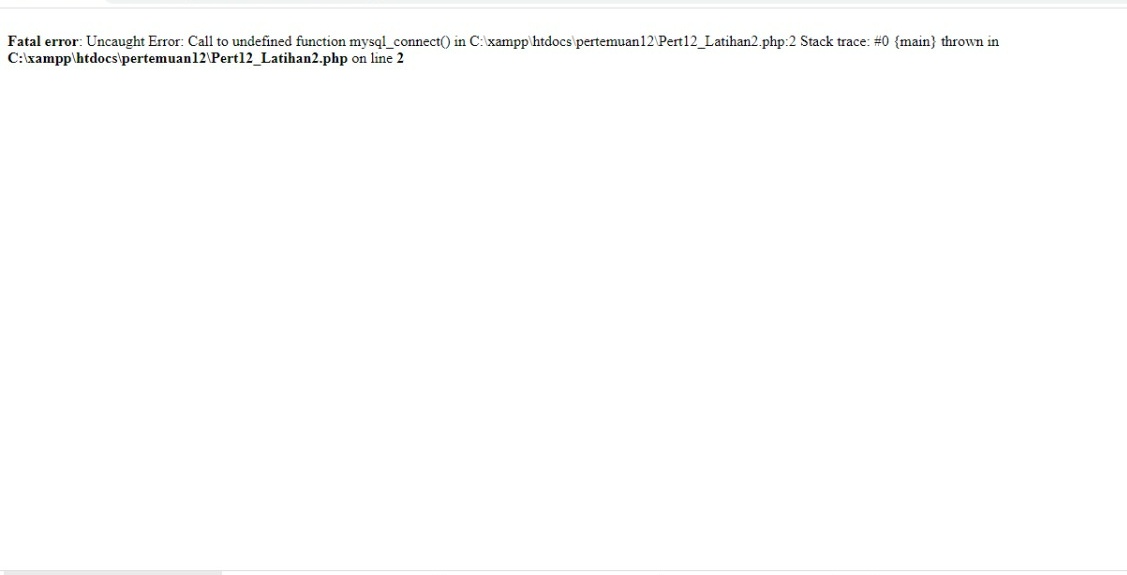 Fatal error: Uncaught Error: Call to undefined function mysql_connect() in C:\xampp\htdocs\pertemuan12\Pert12_Latihan2.php:2 Stack trace: #0 {main} thrown in
C:\xampp\htdocs\pertemuan12\Pert12_Latihan2.php on line 2